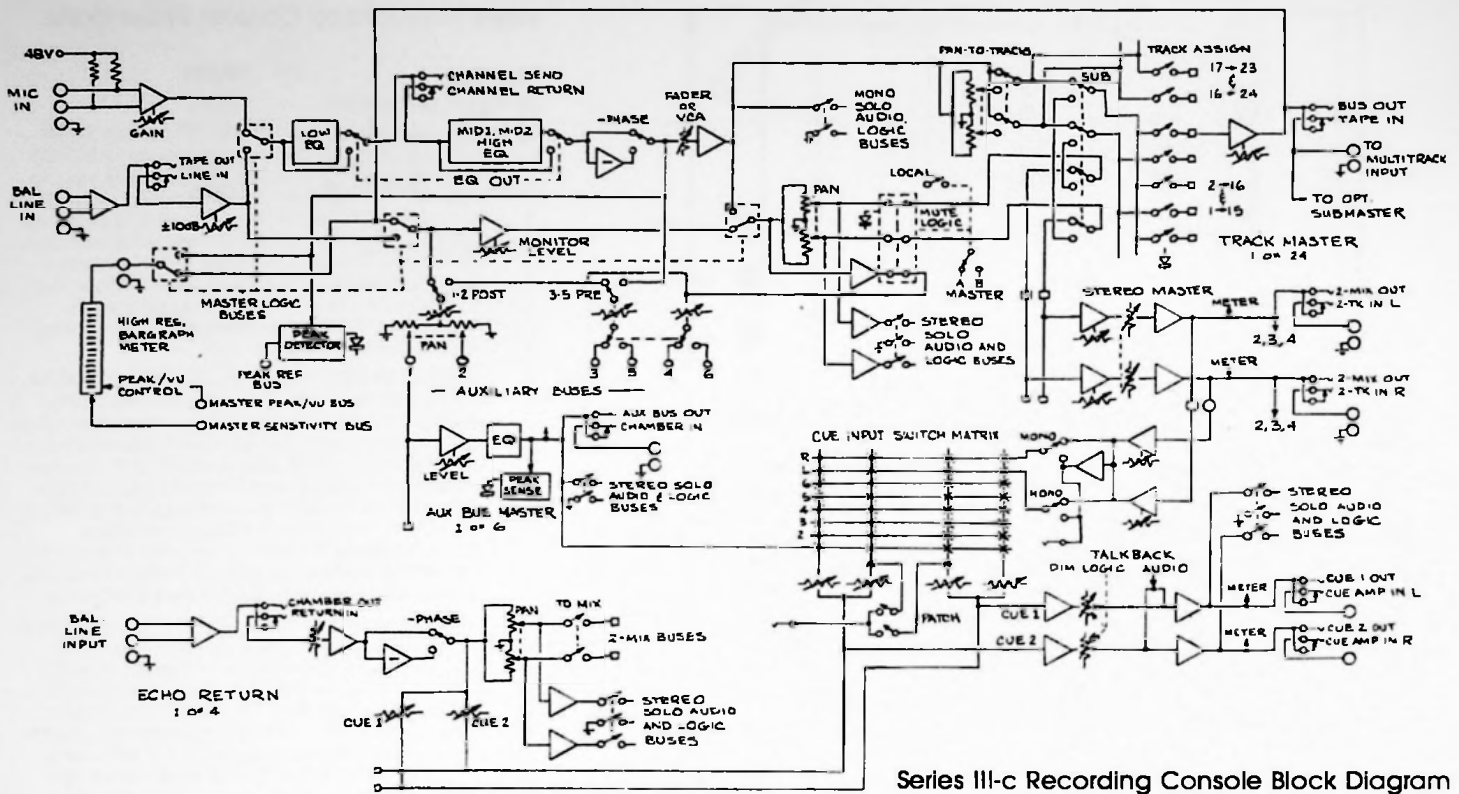 48V
MIC IN
GAIN
BAL LINE IN
TAPE OUT
LINE IN
±10dB
LOW EQ
CHANNEL SEND
CHANNEL RETURN
MID1, MID2 HIGH EQ
EQ OUT
-PHASE
FADER OR VCA
MONO SOLO AUDIO, LOGIC BUSES
PAN-TO-TRACKS
SUB
TRACK ASSIGN
17→23
&
16→24
2→16
&
1→15
TRACK MASTER
1 OF 24
BUS OUT
TAPE IN
TO MULTITRACK INPUT
TO OPT. SUBMASTER
LOCAL
PAN
MUTE LOGIC
A B
MASTER
MONITOR LEVEL
MASTER LOGIC BUSES
HIGH RES. BARGRAPH METER
PEAK DETECTOR
PEAK REF BUS
PEAK/VU CONTROL
MASTER PEAK/VU BUS
MASTER SENSITIVITY BUS
1-2 POST
3-5 PRE
PAN
1 2 3 5 4 6
AUXILIARY BUSES
STEREO SOLO AUDIO AND LOGIC BUSES
STEREO MASTER
METER
2-MIX OUT
2-TK IN L
2,3,4
METER
2-MIX OUT
2-TK IN R
2,3,4
LEVEL
EQ
PEAK SENSE
AUX BUS MASTER
1 OF 6
AUX BUS OUT
CHAMBER IN
STEREO SOLO AUDIO & LOGIC BUSES
CUE INPUT SWITCH MATRIX
R
L
6
5
4
3
2
MONO
MONO
PATCH
TALKBACK
DIM LOGIC AUDIO
STEREO SOLO AUDIO AND LOGIC BUSES
CUE 1
METER
CUE 1 OUT
CUE AMP IN L
CUE 2
METER
CUE 2 OUT
CUE AMP IN R
BAL LINE INPUT
CHAMBER OUT
RETURN IN
-PHASE
PAN
TO MIX
2-MIX BUSES
ECHO RETURN
1 OF 4
CUE 1
CUE 2
STEREO SOLO AUDIO AND LOGIC BUSES
Series III-c Recording Console Block Diagram